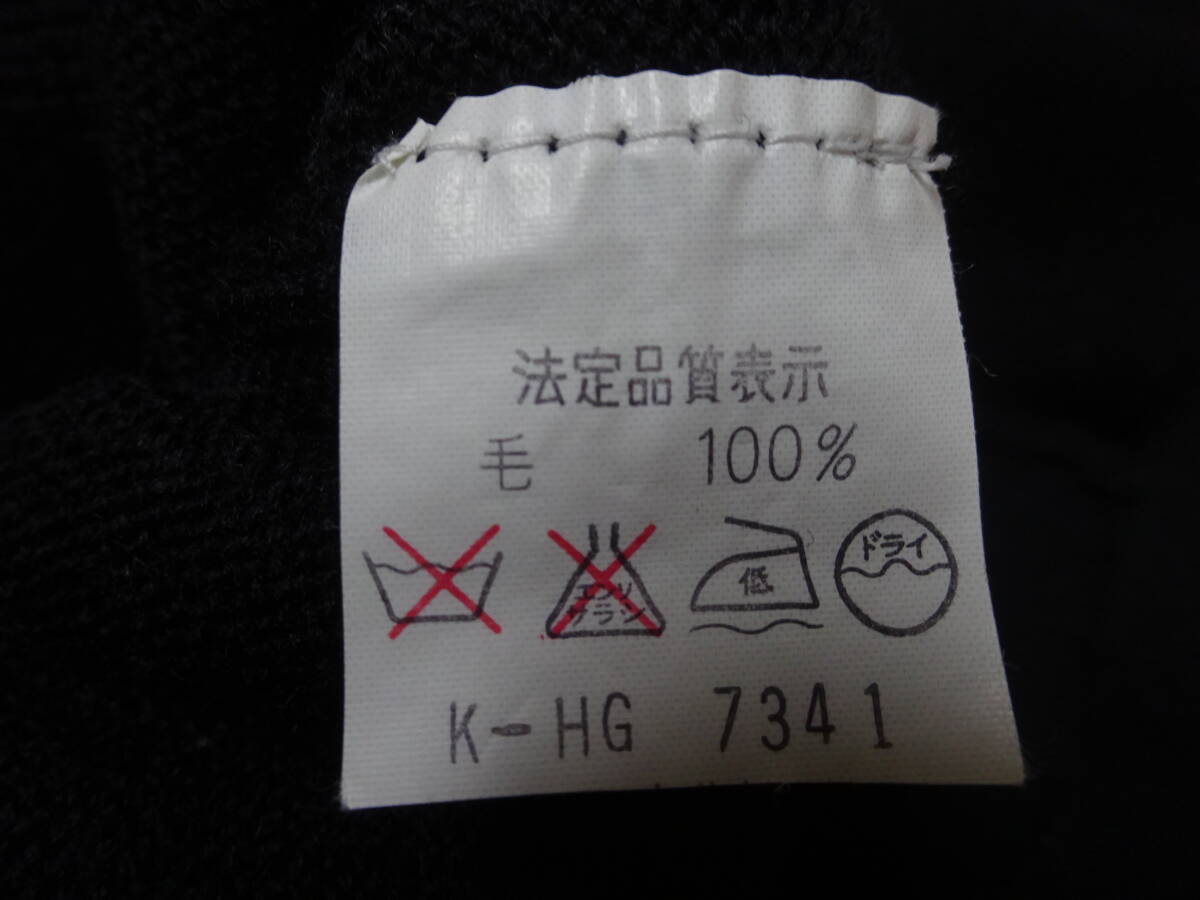 法定品質表示
毛 100%
エンソ
サラシ
低
ドライ
K-HG 7341